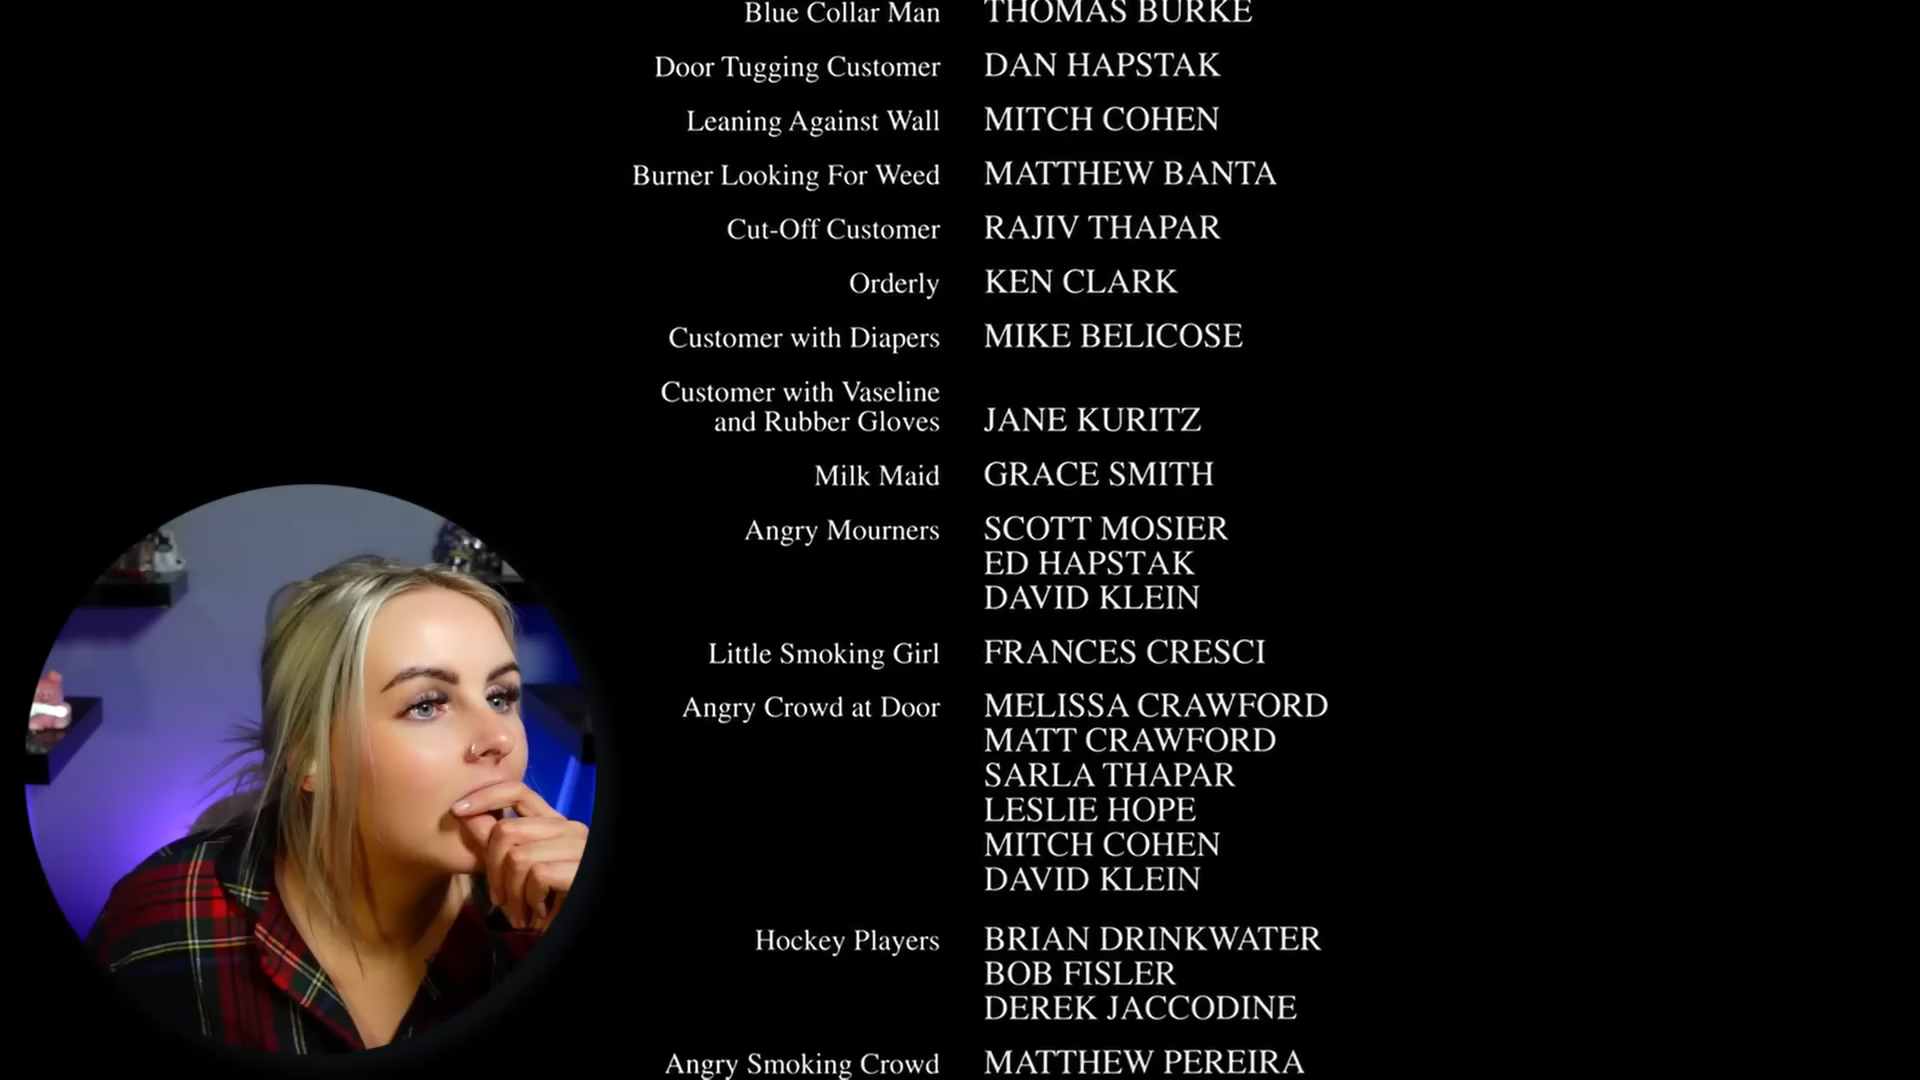 Blue Collar Man THOMAS BURKE
Door Tugging Customer DAN HAPSTAK
Leaning Against Wall MITCH COHEN
Burner Looking For Weed MATTHEW BANTA
Cut-Off Customer RAJIV THAPAR
Orderly KEN CLARK
Customer with Diapers MIKE BELICOSE
Customer with Vaseline
and Rubber Gloves JANE KURITZ
Milk Maid GRACE SMITH
Angry Mourners SCOTT MOSIER
ED HAPSTAK
DAVID KLEIN
Little Smoking Girl FRANCES CRESCI
Angry Crowd at Door MELISSA CRAWFORD
MATT CRAWFORD
SARLA THAPAR
LESLIE HOPE
MITCH COHEN
DAVID KLEIN
Hockey Players BRIAN DRINKWATER
BOB FISLER
DEREK JACCODINE
Angry Smoking Crowd MATTHEW PEREIRA